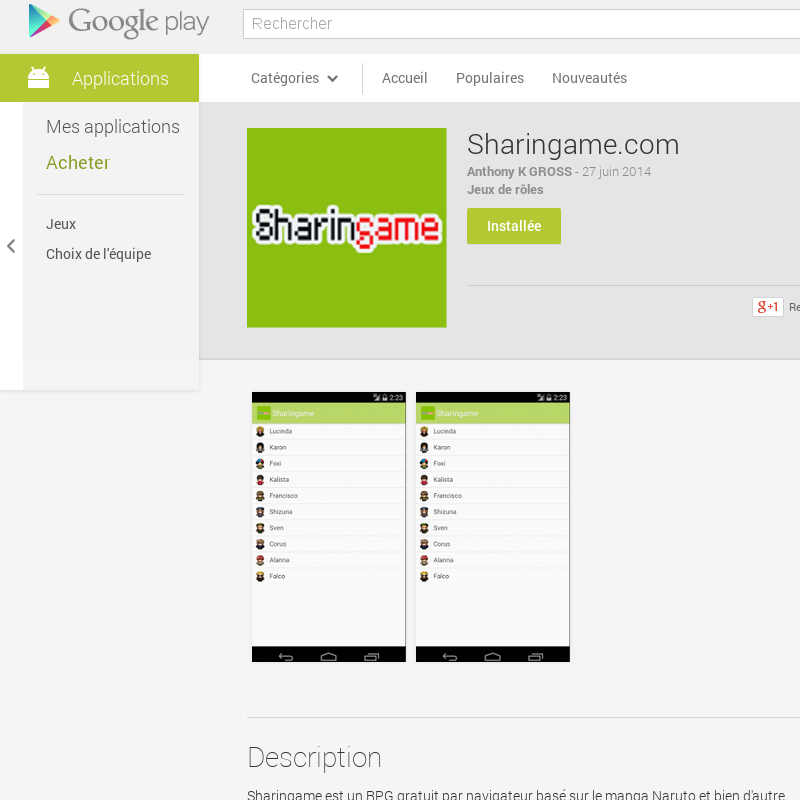 Google play
Rechercher
Applications
Catégories
Accueil
Populaires
Nouveautés
Mes applications
Acheter
Jeux
Choix de l'équipe
Sharingame
Sharingame.com
Anthony K GROSS - 27 juin 2014
Jeux de rôles
Installée
g+1
Re
2:23
Sharingame
Lucinda
Karon
Foxi
Kalista
Francisco
Shizuna
Sven
Corus
Alanna
Falco
2:23
Sharingame
Lucinda
Karon
Foxi
Kalista
Francisco
Shizuna
Sven
Corus
Alanna
Falco
Description
Sharingame est un RPG gratuit par navigateur basé sur le manga Naruto et bien d'autre.